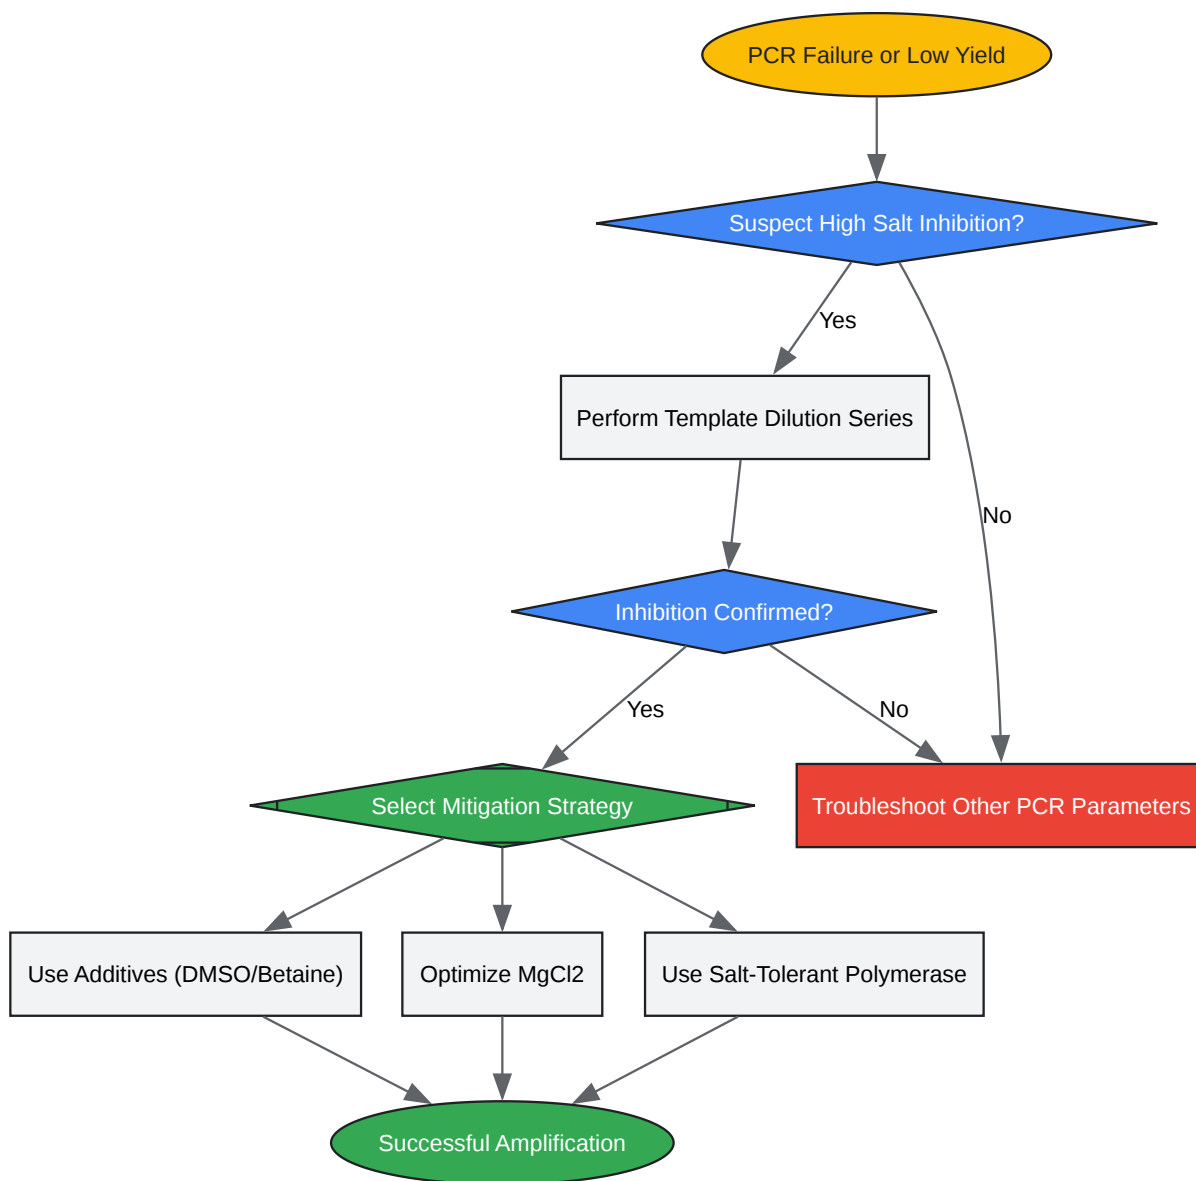 PCR Failure or Low Yield
Suspect High Salt Inhibition?
Yes
Perform Template Dilution Series
No
Inhibition Confirmed?
Yes
No
Select Mitigation Strategy
Troubleshoot Other PCR Parameters
Use Additives (DMSO/Betaine)
Optimize MgCl2
Use Salt-Tolerant Polymerase
Successful Amplification